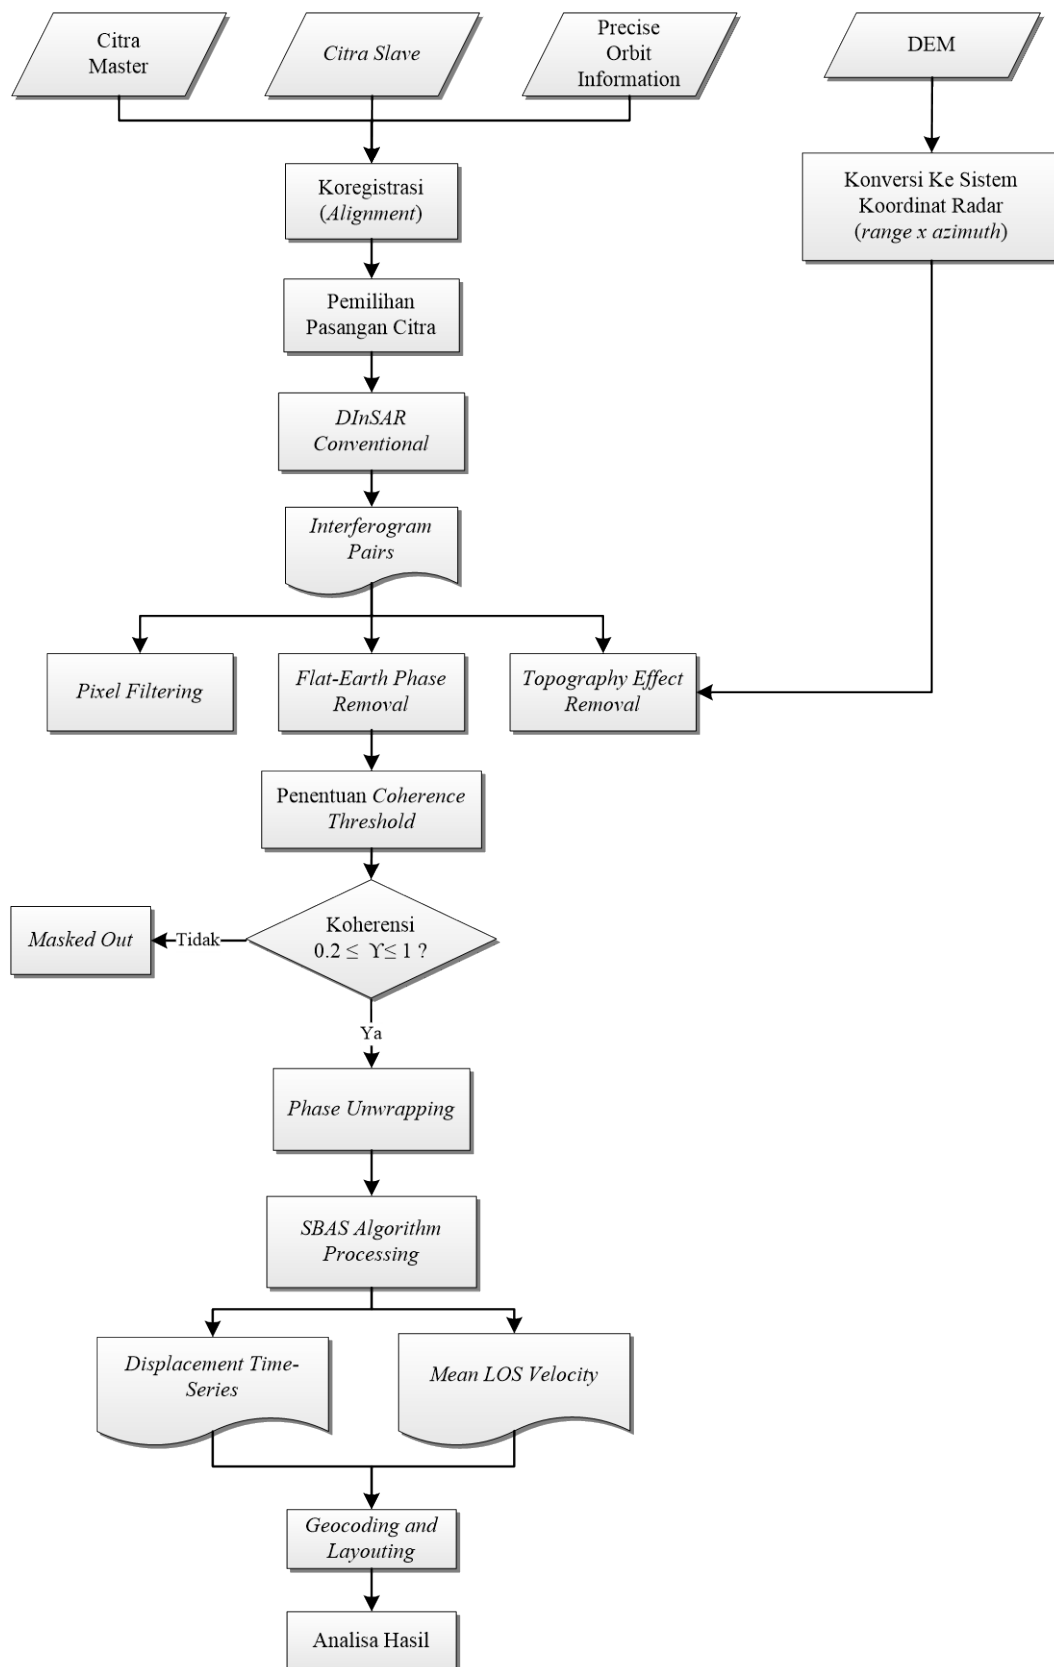 Citra
Master
Citra Slave
Precise
Orbit
Information
DEM
Konversi Ke Sistem
Koordinat Radar
(range x azimuth)
Koregistrasi
(Alignment)
Pemilihan
Pasangan Citra
DInSAR
Conventional
Interferogram
Pairs
Pixel Filtering
Flat-Earth Phase
Removal
Topography Effect
Removal
Penentuan Coherence
Threshold
Koherensi
0.2 ≤ ϒ≤ 1 ?
Tidak
Masked Out
Ya
Phase Unwrapping
SBAS Algorithm
Processing
Displacement Time-
Series
Mean LOS Velocity
Geocoding and
Layouting
Analisa Hasil